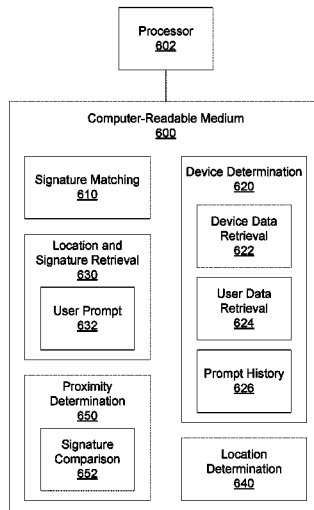 Processor
602
Computer-Readable Medium
600
Signature Matching
610
Location and
Signature Retrieval
630
User Prompt
632
Proximity
Determination
650
Signature
Comparison
652
Device Determination
620
Device Data
Retrieval
622
User Data
Retrieval
624
Prompt History
626
Location
Determination
640